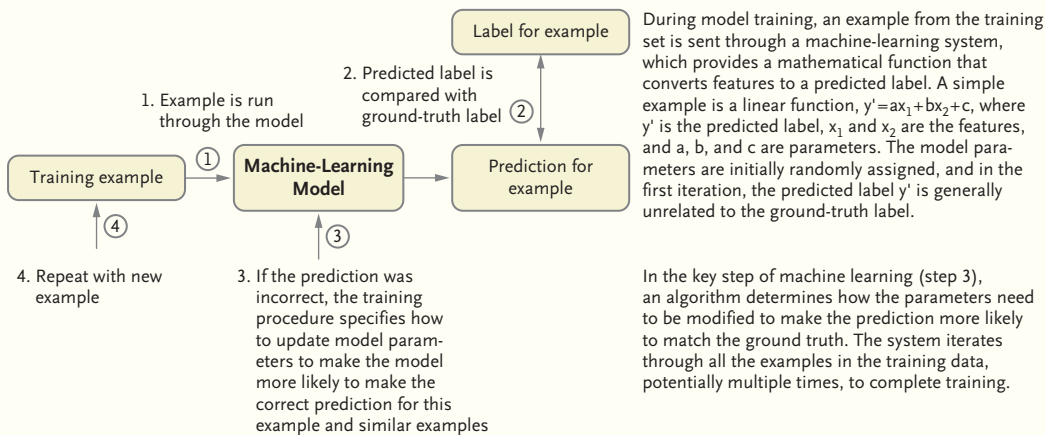 Label for example
2. Predicted label is
compared with
ground-truth label
②
1. Example is run
through the model
Training example
①
Machine-Learning
Model
Prediction for
example
④
③
4. Repeat with new
example
3. If the prediction was
incorrect, the training
procedure specifies how
to update model param-
eters to make the model
more likely to make the
correct prediction for this
example and similar examples
During model training, an example from the training
set is sent through a machine-learning system,
which provides a mathematical function that
converts features to a predicted label. A simple
example is a linear function, y'=ax₁+bx₂+c, where
y' is the predicted label, x₁ and x₂ are the features,
and a, b, and c are parameters. The model para-
meters are initially randomly assigned, and in the
first iteration, the predicted label y' is generally
unrelated to the ground-truth label.
In the key step of machine learning (step 3),
an algorithm determines how the parameters need
to be modified to make the prediction more likely
to match the ground truth. The system iterates
through all the examples in the training data,
potentially multiple times, to complete training.